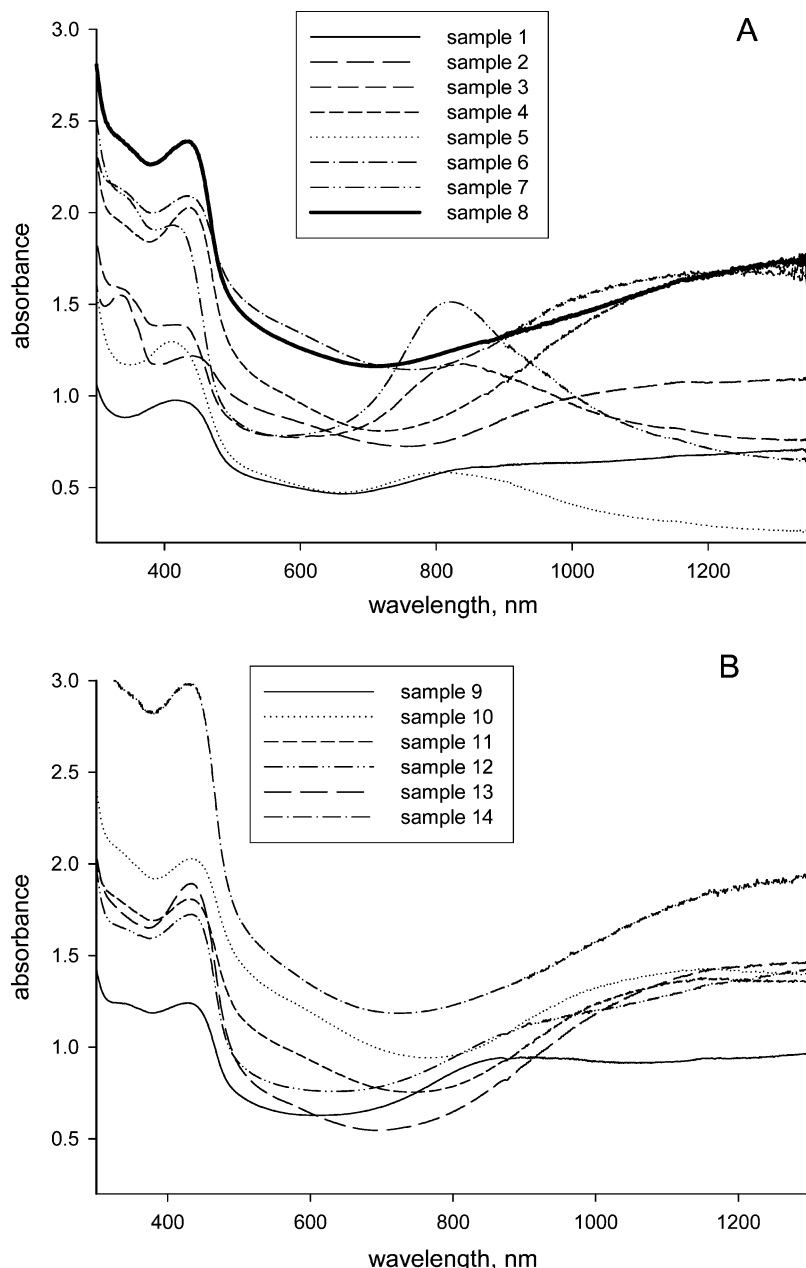 A
3.0
2.5
2.0
1.5
1.0
0.5
absorbance
sample 1
sample 2
sample 3
sample 4
sample 5
sample 6
sample 7
sample 8
400 600 800 1000 1200
wavelength, nm
B
3.0
2.5
2.0
1.5
1.0
0.5
absorbance
sample 9
sample 10
sample 11
sample 12
sample 13
sample 14
400 600 800 1000 1200
wavelength, nm